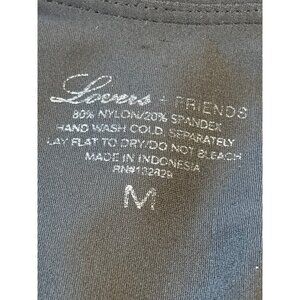 Lovers + FRIENDS
80% NYLON/20% SPANDEX
HAND WASH COLD, SEPARATELY
LAY FLAT TO DRY/DO NOT BLEACH
MADE IN INDONESIA
RN#132829
M